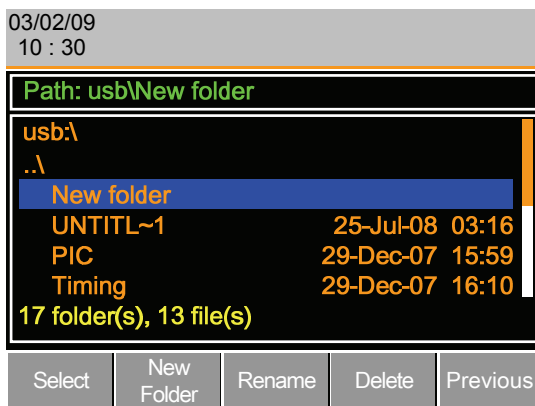 03/02/09
10 : 30
Path: usb\New folder
usb:\
..\
New folder
UNTITL~1 25-Jul-08 03:16
PIC 29-Dec-07 15:59
Timing 29-Dec-07 16:10
17 folder(s), 13 file(s)
Select New Folder Rename Delete Previous